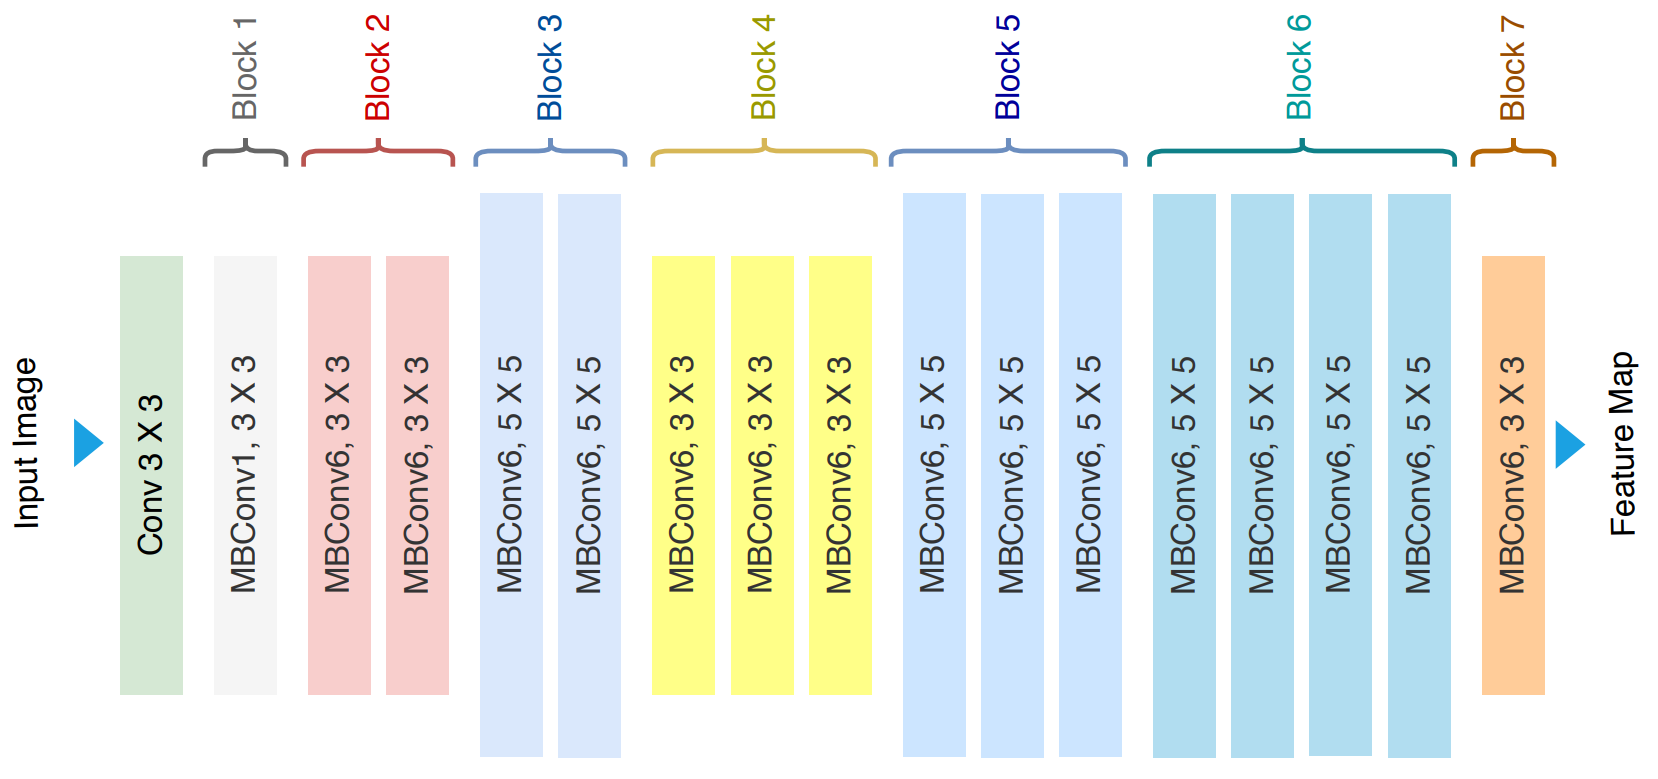 Block 1
Block 2
Block 3
Block 4
Block 5
Block 6
Block 7
Input Image
Conv 3 X 3
MBConv1, 3 X 3
MBConv6, 3 X 3
MBConv6, 3 X 3
MBConv6, 5 X 5
MBConv6, 5 X 5
MBConv6, 3 X 3
MBConv6, 3 X 3
MBConv6, 3 X 3
MBConv6, 5 X 5
MBConv6, 5 X 5
MBConv6, 5 X 5
MBConv6, 5 X 5
MBConv6, 5 X 5
MBConv6, 5 X 5
MBConv6, 5 X 5
MBConv6, 3 X 3
Feature Map